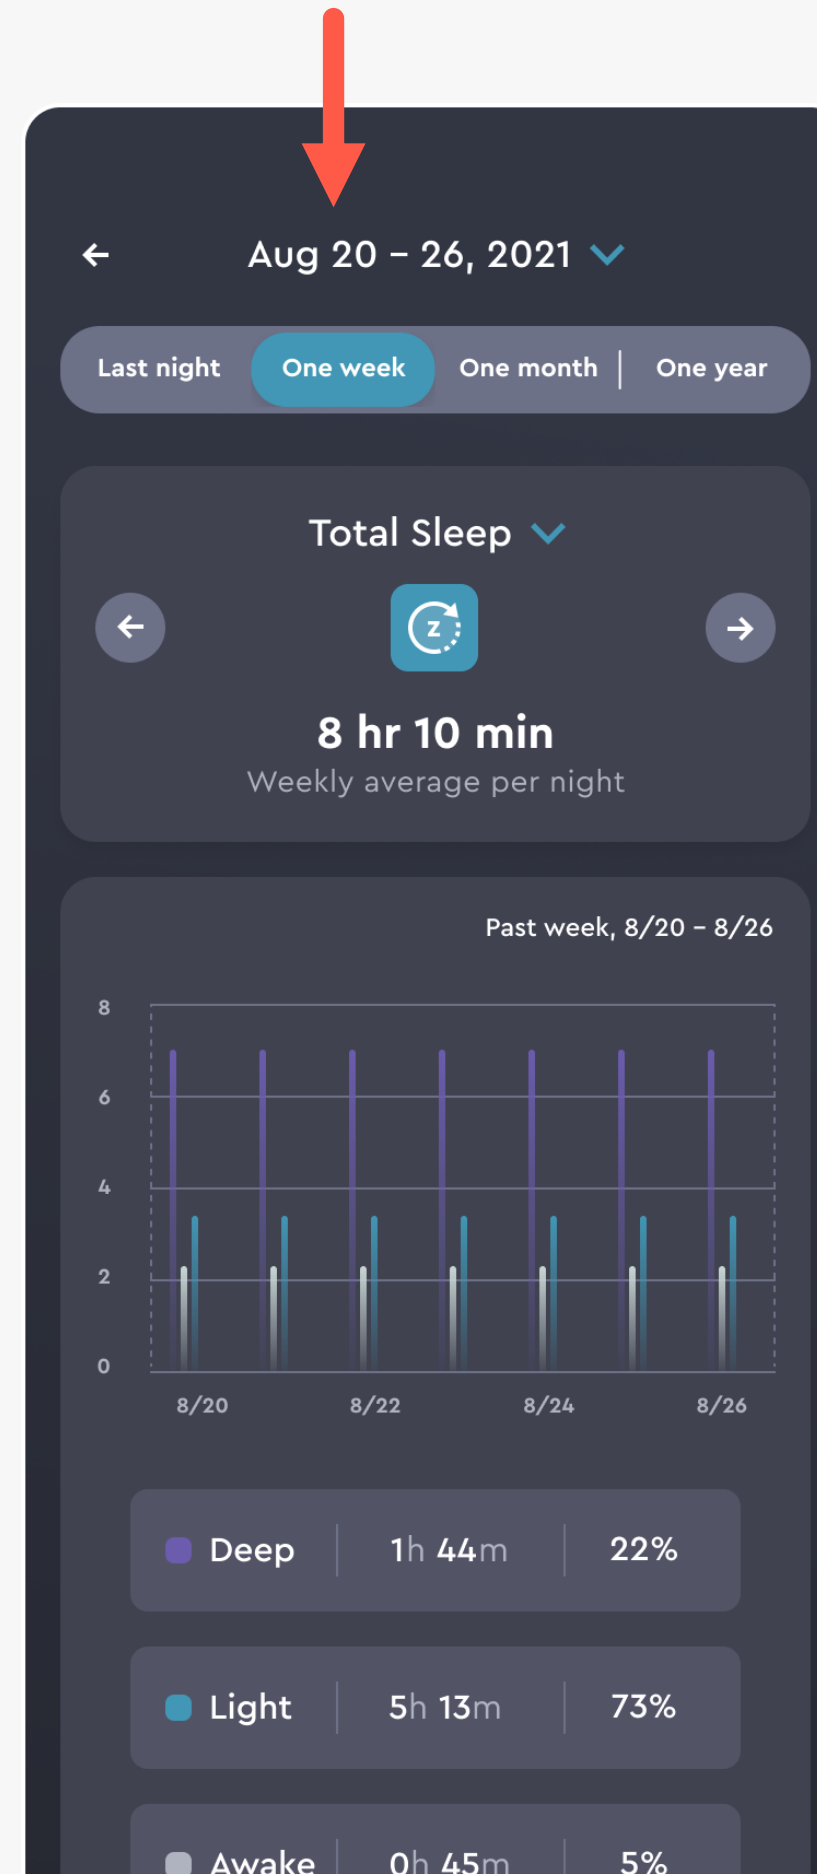 Aug 20 – 26, 2021
Last night One week One month One year
Total Sleep
z
8 hr 10 min
Weekly average per night
Past week, 8/20 – 8/26
8
6
4
2
0
8/20 8/22 8/24 8/26
Deep 1h 44m 22%
Light 5h 13m 73%
Awake 0h 45m 5%